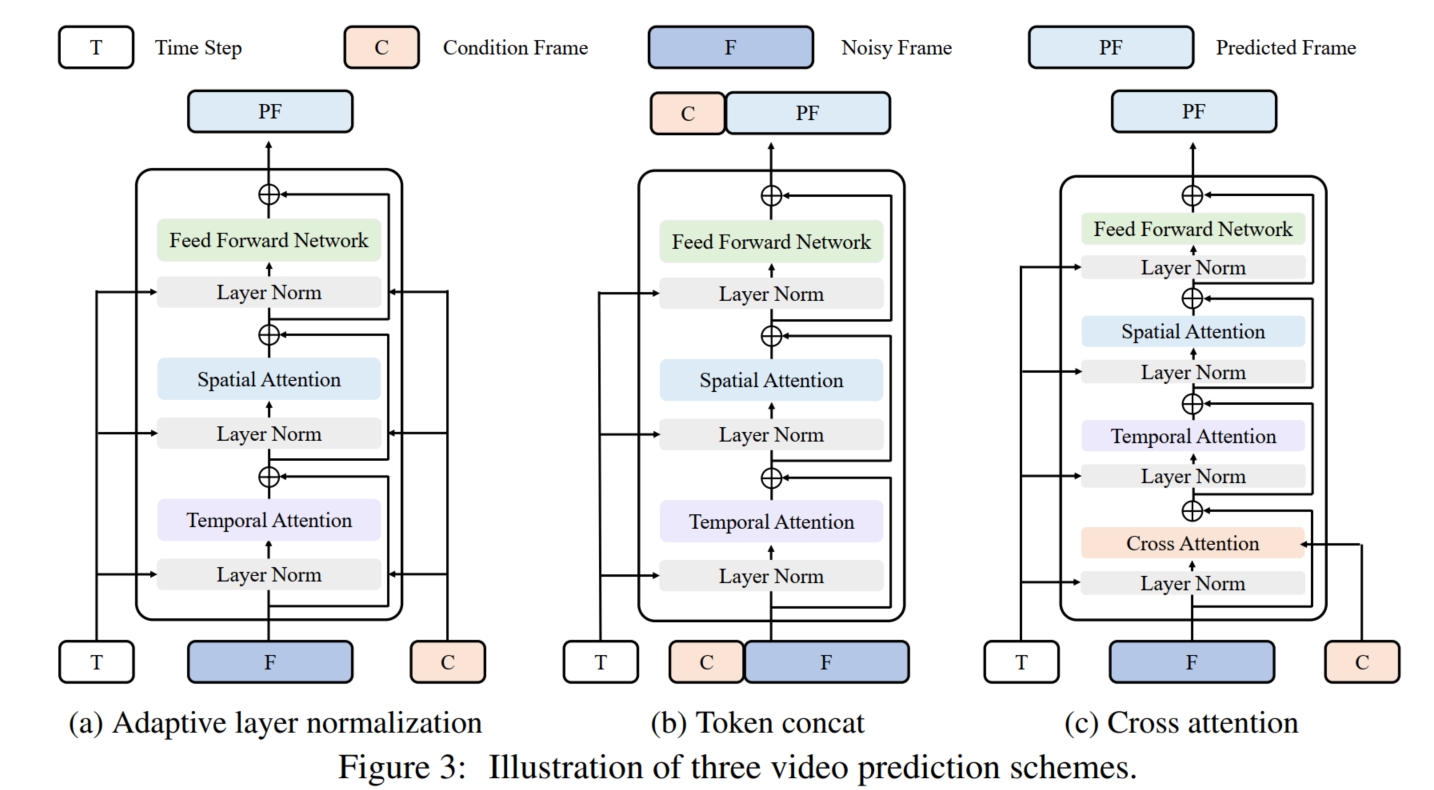 T Time Step C Condition Frame F Noisy Frame PF Predicted Frame
PF
Feed Forward Network
Layer Norm
Spatial Attention
Layer Norm
Temporal Attention
Layer Norm
T F C
(a) Adaptive layer normalization
C PF
Feed Forward Network
Layer Norm
Spatial Attention
Layer Norm
Temporal Attention
Layer Norm
T C F
(b) Token concat
PF
Feed Forward Network
Layer Norm
Spatial Attention
Layer Norm
Temporal Attention
Layer Norm
Cross Attention
Layer Norm
T F C
(c) Cross attention
Figure 3: Illustration of three video prediction schemes.